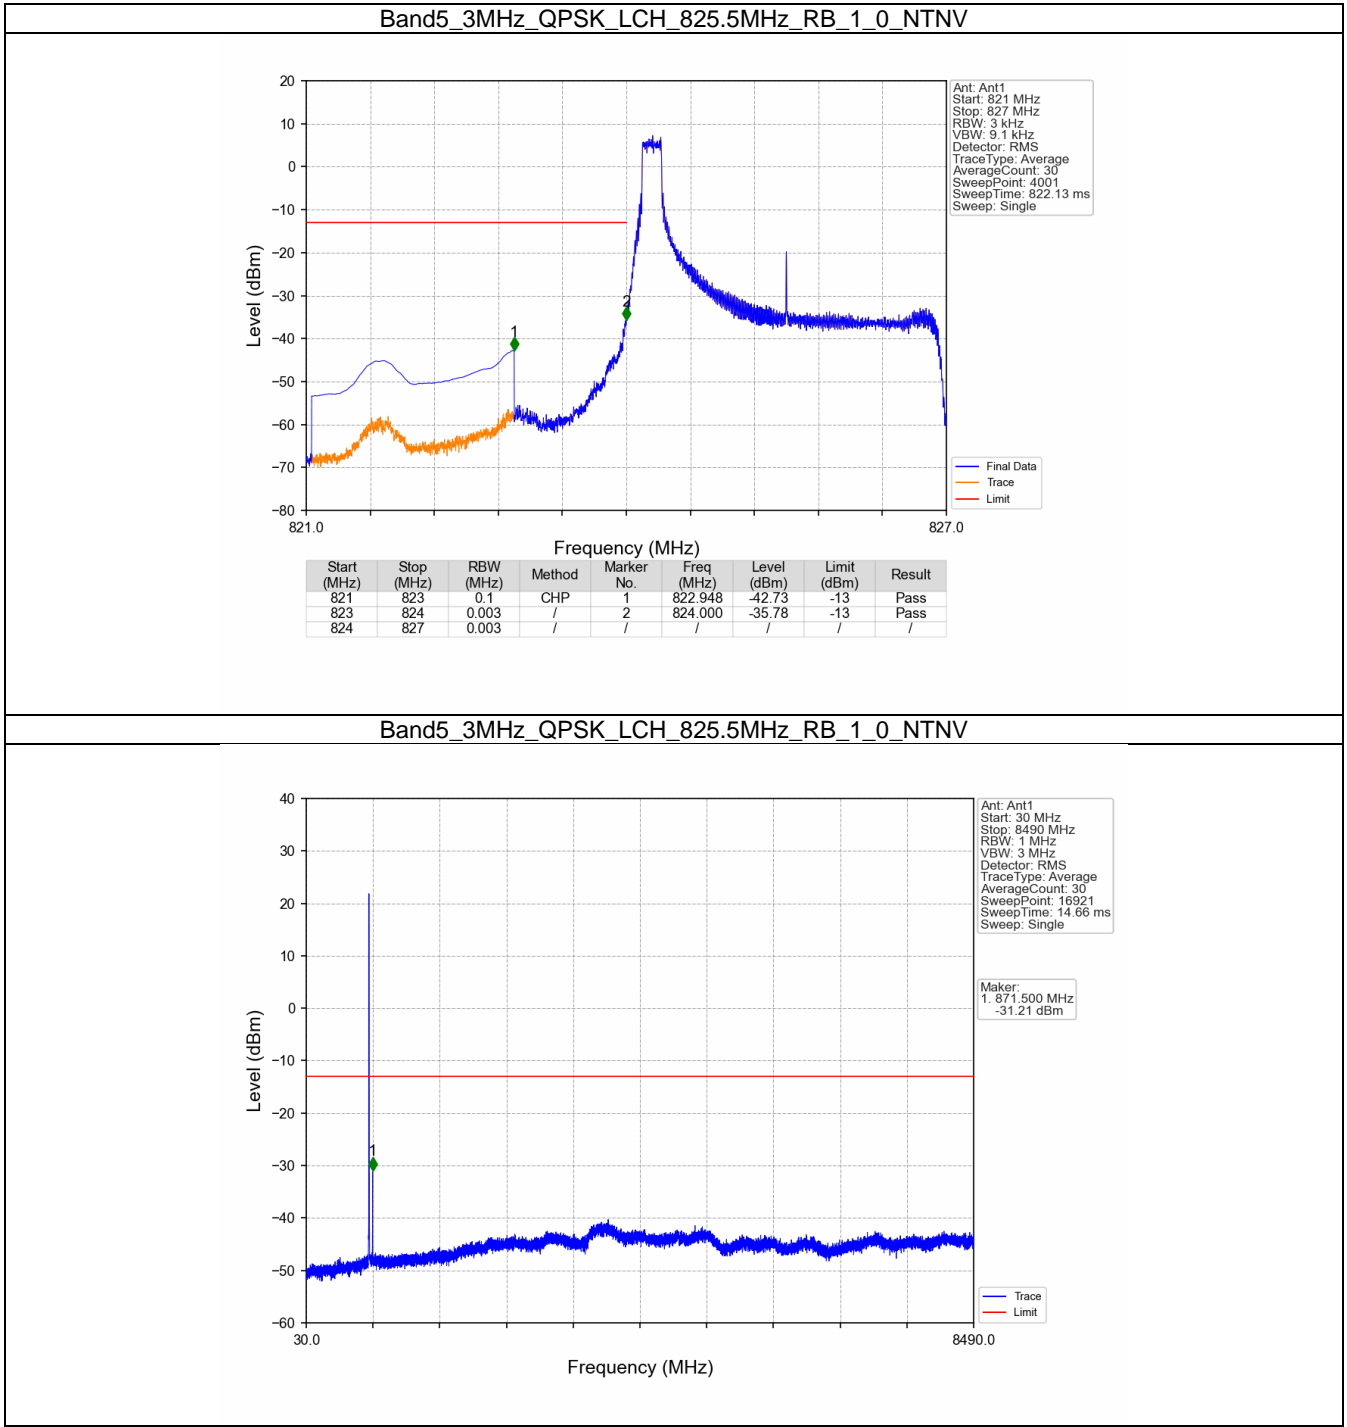 Band5_3MHz_QPSK_LCH_825.5MHz_RB_1_0_NTNV
20
10
0
−10
−20
−30
−40
−50
−60
−70
−80
Level (dBm)
1
2
821.0
827.0
Frequency (MHz)
Ant: Ant1
Start: 821 MHz
Stop: 827 MHz
RBW: 3 kHz
VBW: 9.1 kHz
Detector: RMS
TraceType: Average
AverageCount: 30
SweepPoint: 4001
SweepTime: 822.13 ms
Sweep: Single
Final Data
Trace
Limit
Start (MHz) Stop (MHz) RBW (MHz) Method Marker No. Freq (MHz) Level (dBm) Limit (dBm) Result
821 823 0.1 CHP 1 822.948 -42.73 -13 Pass
823 824 0.003 / 2 824.000 -35.78 -13 Pass
824 827 0.003 / / / / / /
Band5_3MHz_QPSK_LCH_825.5MHz_RB_1_0_NTNV
40
30
20
10
0
−10
−20
−30
−40
−50
−60
Level (dBm)
1
30.0
8490.0
Frequency (MHz)
Ant: Ant1
Start: 30 MHz
Stop: 8490 MHz
RBW: 1 MHz
VBW: 3 MHz
Detector: RMS
TraceType: Average
AverageCount: 30
SweepPoint: 16921
SweepTime: 14.66 ms
Sweep: Single
Maker:
1. 871.500 MHz
-31.21 dBm
Trace
Limit